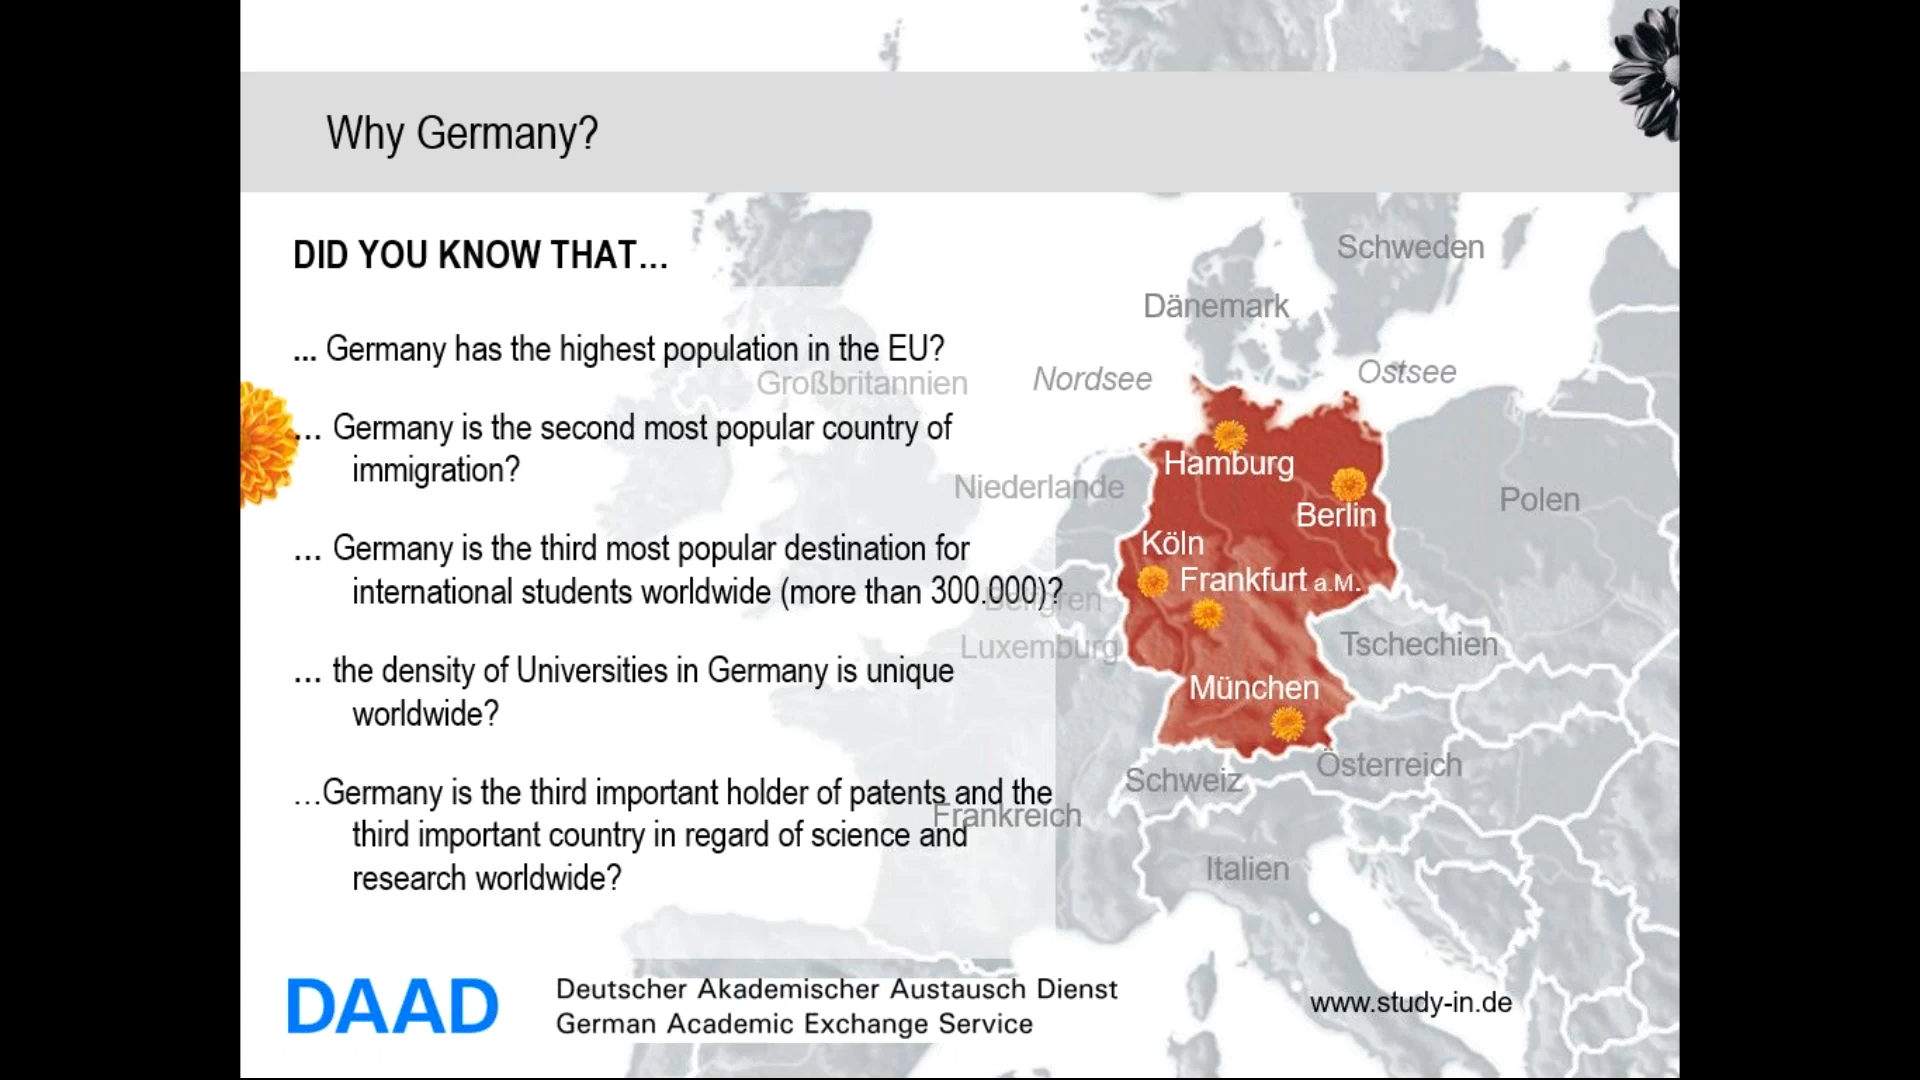 Why Germany?
DID YOU KNOW THAT…
... Germany has the highest population in the EU?
… Germany is the second most popular country of
immigration?
… Germany is the third most popular destination for
international students worldwide (more than 300.000)?
… the density of Universities in Germany is unique
worldwide?
…Germany is the third important holder of patents and the
third important country in regard of science and
research worldwide?
Schweden
Dänemark
Nordsee
Ostsee
Großbritannien
Hamburg
Niederlande
Berlin
Polen
Köln
Frankfurt a.M.
Luxemburg
Tschechien
München
Österreich
Schweiz
Frankreich
Italien
DAAD
Deutscher Akademischer Austausch Dienst
German Academic Exchange Service
www.study-in.de